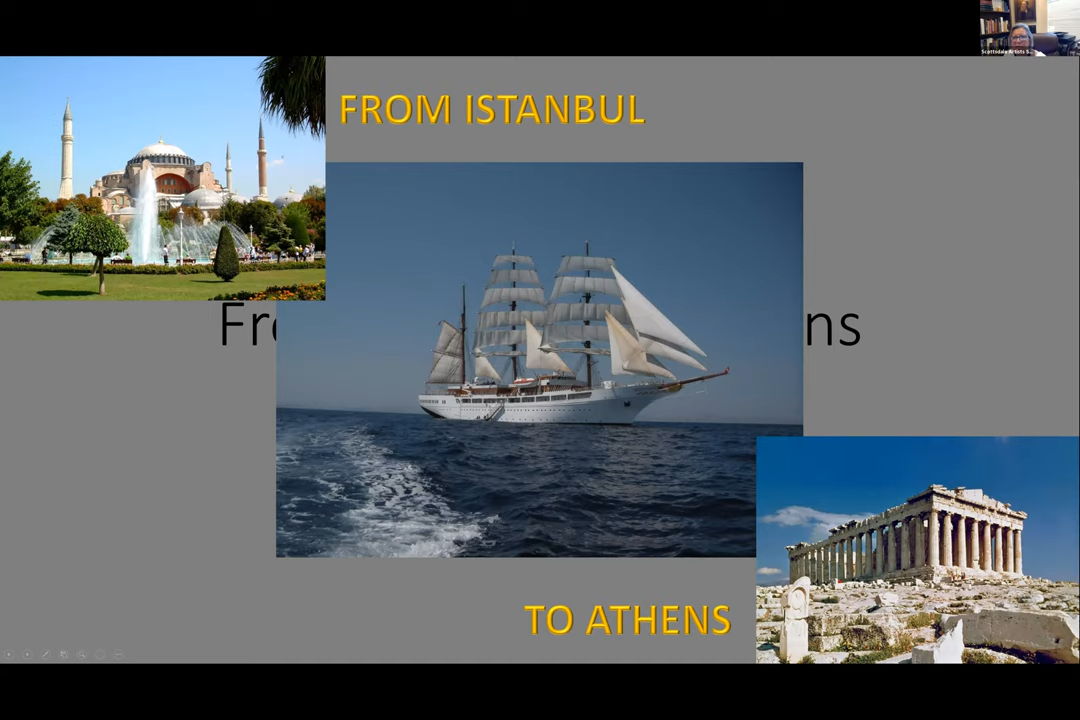 FROM ISTANBUL
Fr
ns
TO ATHENS